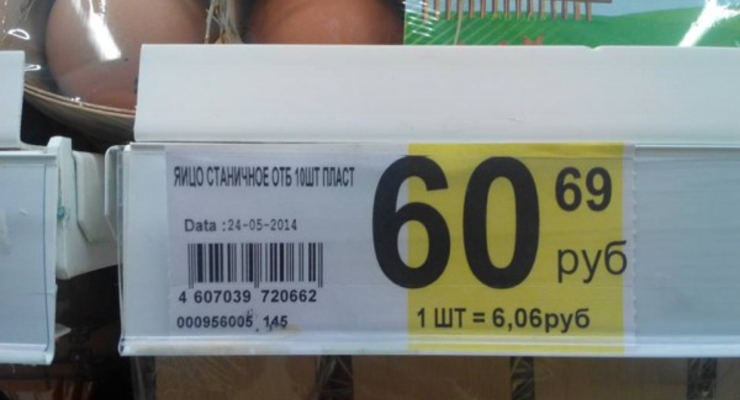 ЯИЦО СТАНИЧНОЕ ОТБ 10ШТ ПЛАСТ
Data :24-05-2014
4 607039 720662
000956005 145
60 69
руб
1 ШТ = 6,06руб